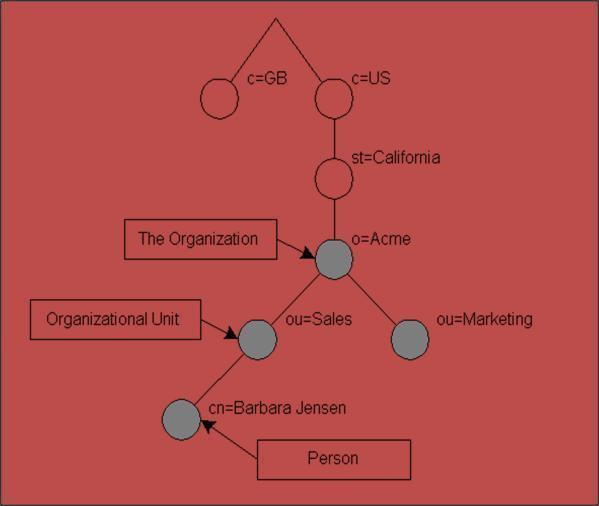 c=GB
c=US
st=California
The Organization
o=Acme
Organizational Unit
ou=Sales
ou=Marketing
cn=Barbara Jensen
Person